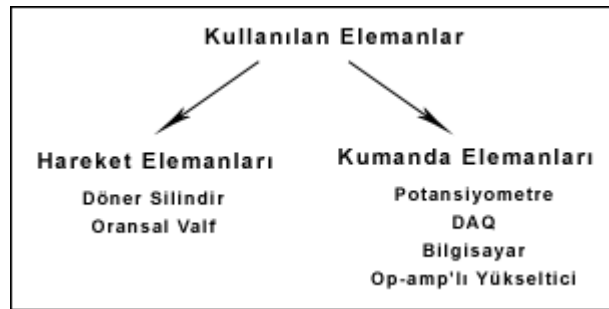 Kullanılan Elemanlar
Hareket Elemanları
Döner Silindir
Oransal Valf
Kumanda Elemanları
Potansiyometre
DAQ
Bilgisayar
Op-amp'lı Yükseltici